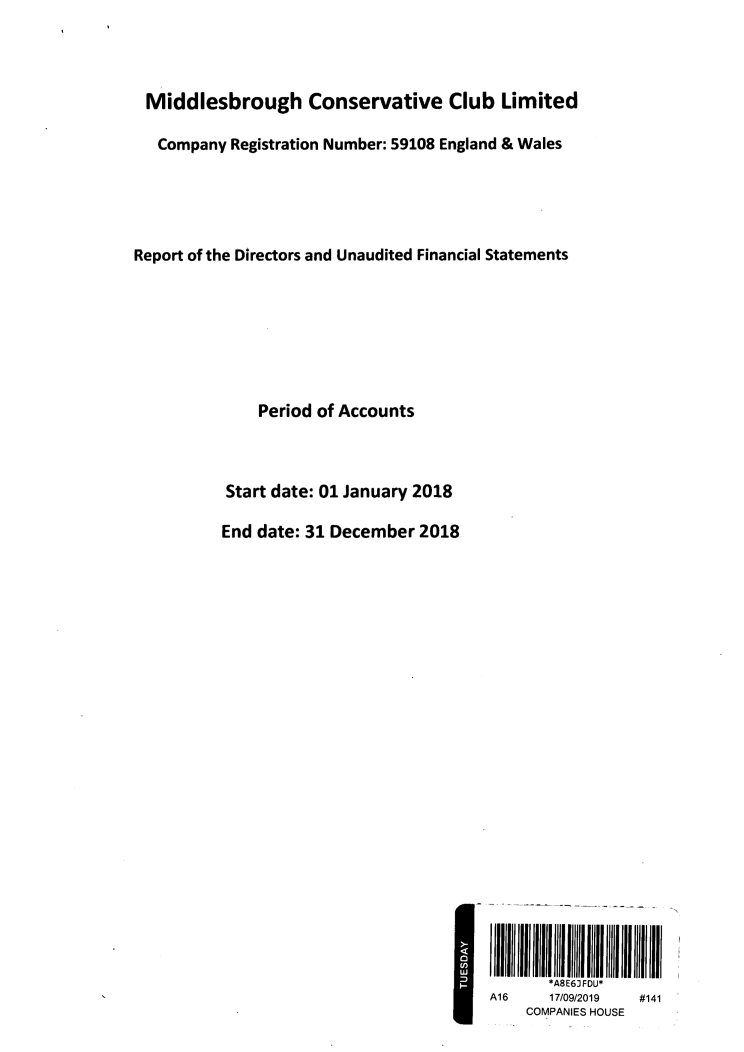 Middlesbrough Conservative Club Limited
Company Registration Number: 59108 England & Wales
Report of the Directors and Unaudited Financial Statements
Period of Accounts
Start date: 01 January 2018
End date: 31 December 2018
TUESDAY
*A8E6JFDU*
A16 17/09/2019 #141
COMPANIES HOUSE